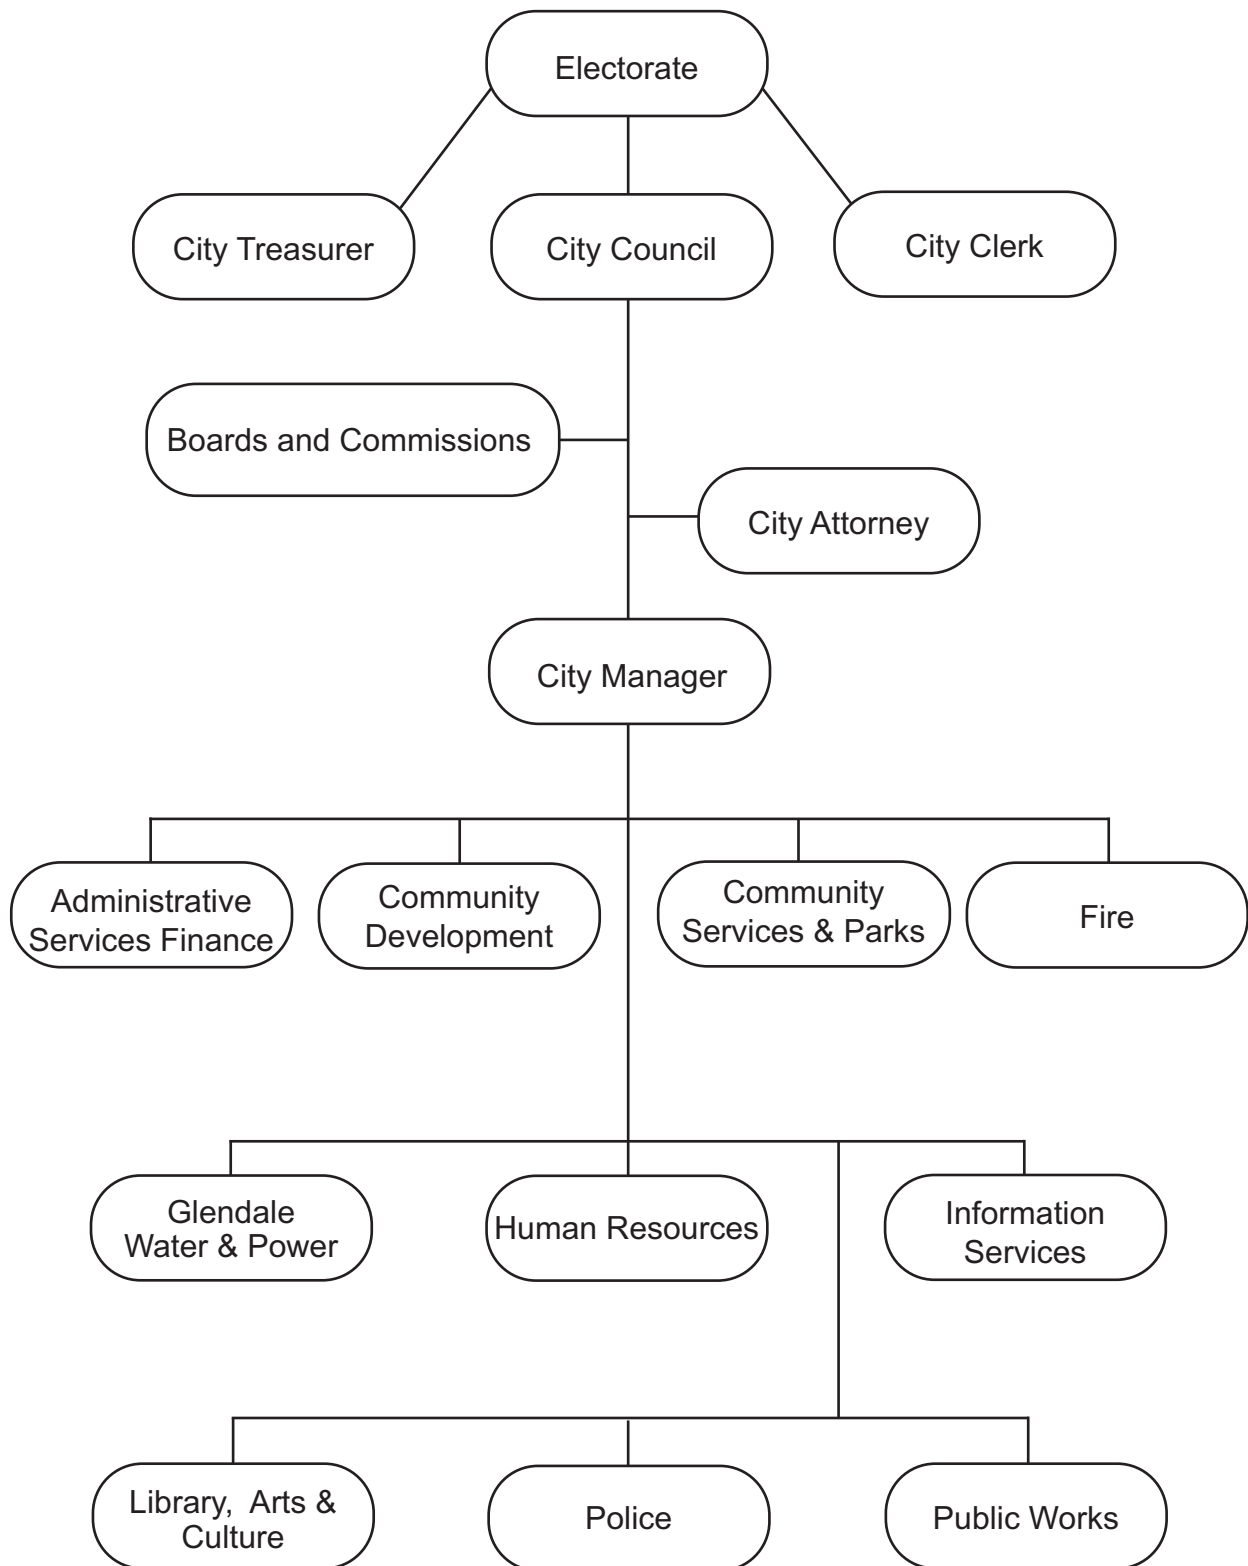 Electorate
City Treasurer
City Council
City Clerk
Boards and Commissions
City Attorney
City Manager
Administrative
Services Finance
Community
Development
Community
Services & Parks
Fire
Glendale
Water & Power
Human Resources
Information
Services
Library, Arts &
Culture
Police
Public Works